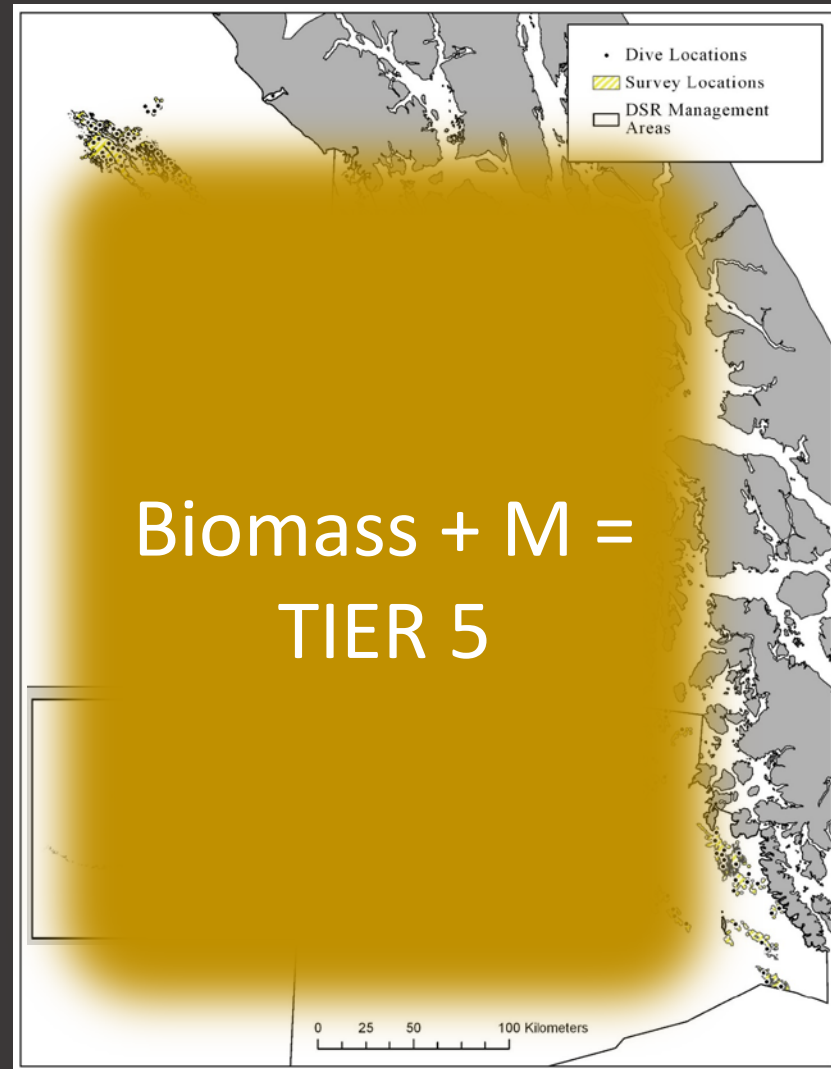 Dive Locations
Survey Locations
DSR Management
Areas
Biomass + M =
TIER 5
0 25 50 100 Kilometers